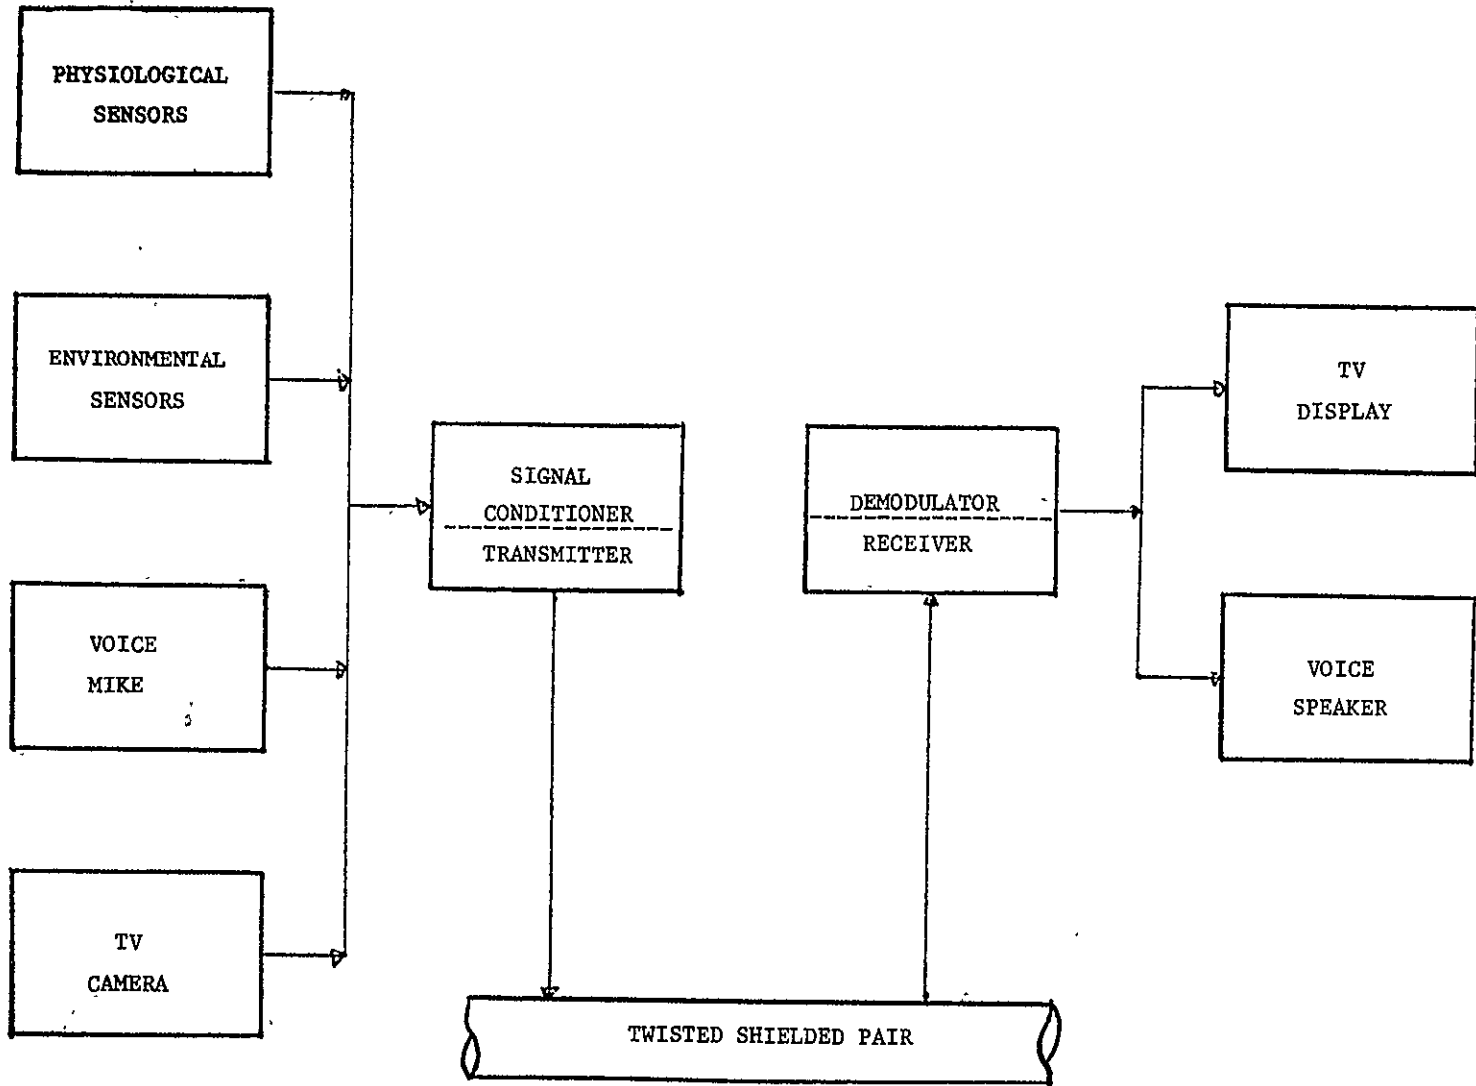 PHYSIOLOGICAL
SENSORS
ENVIRONMENTAL
SENSORS
VOICE
MIKE
TV
CAMERA
SIGNAL
CONDITIONER
TRANSMITTER
TWISTED SHIELDED PAIR
DEMODULATOR
RECEIVER
TV
DISPLAY
VOICE
SPEAKER